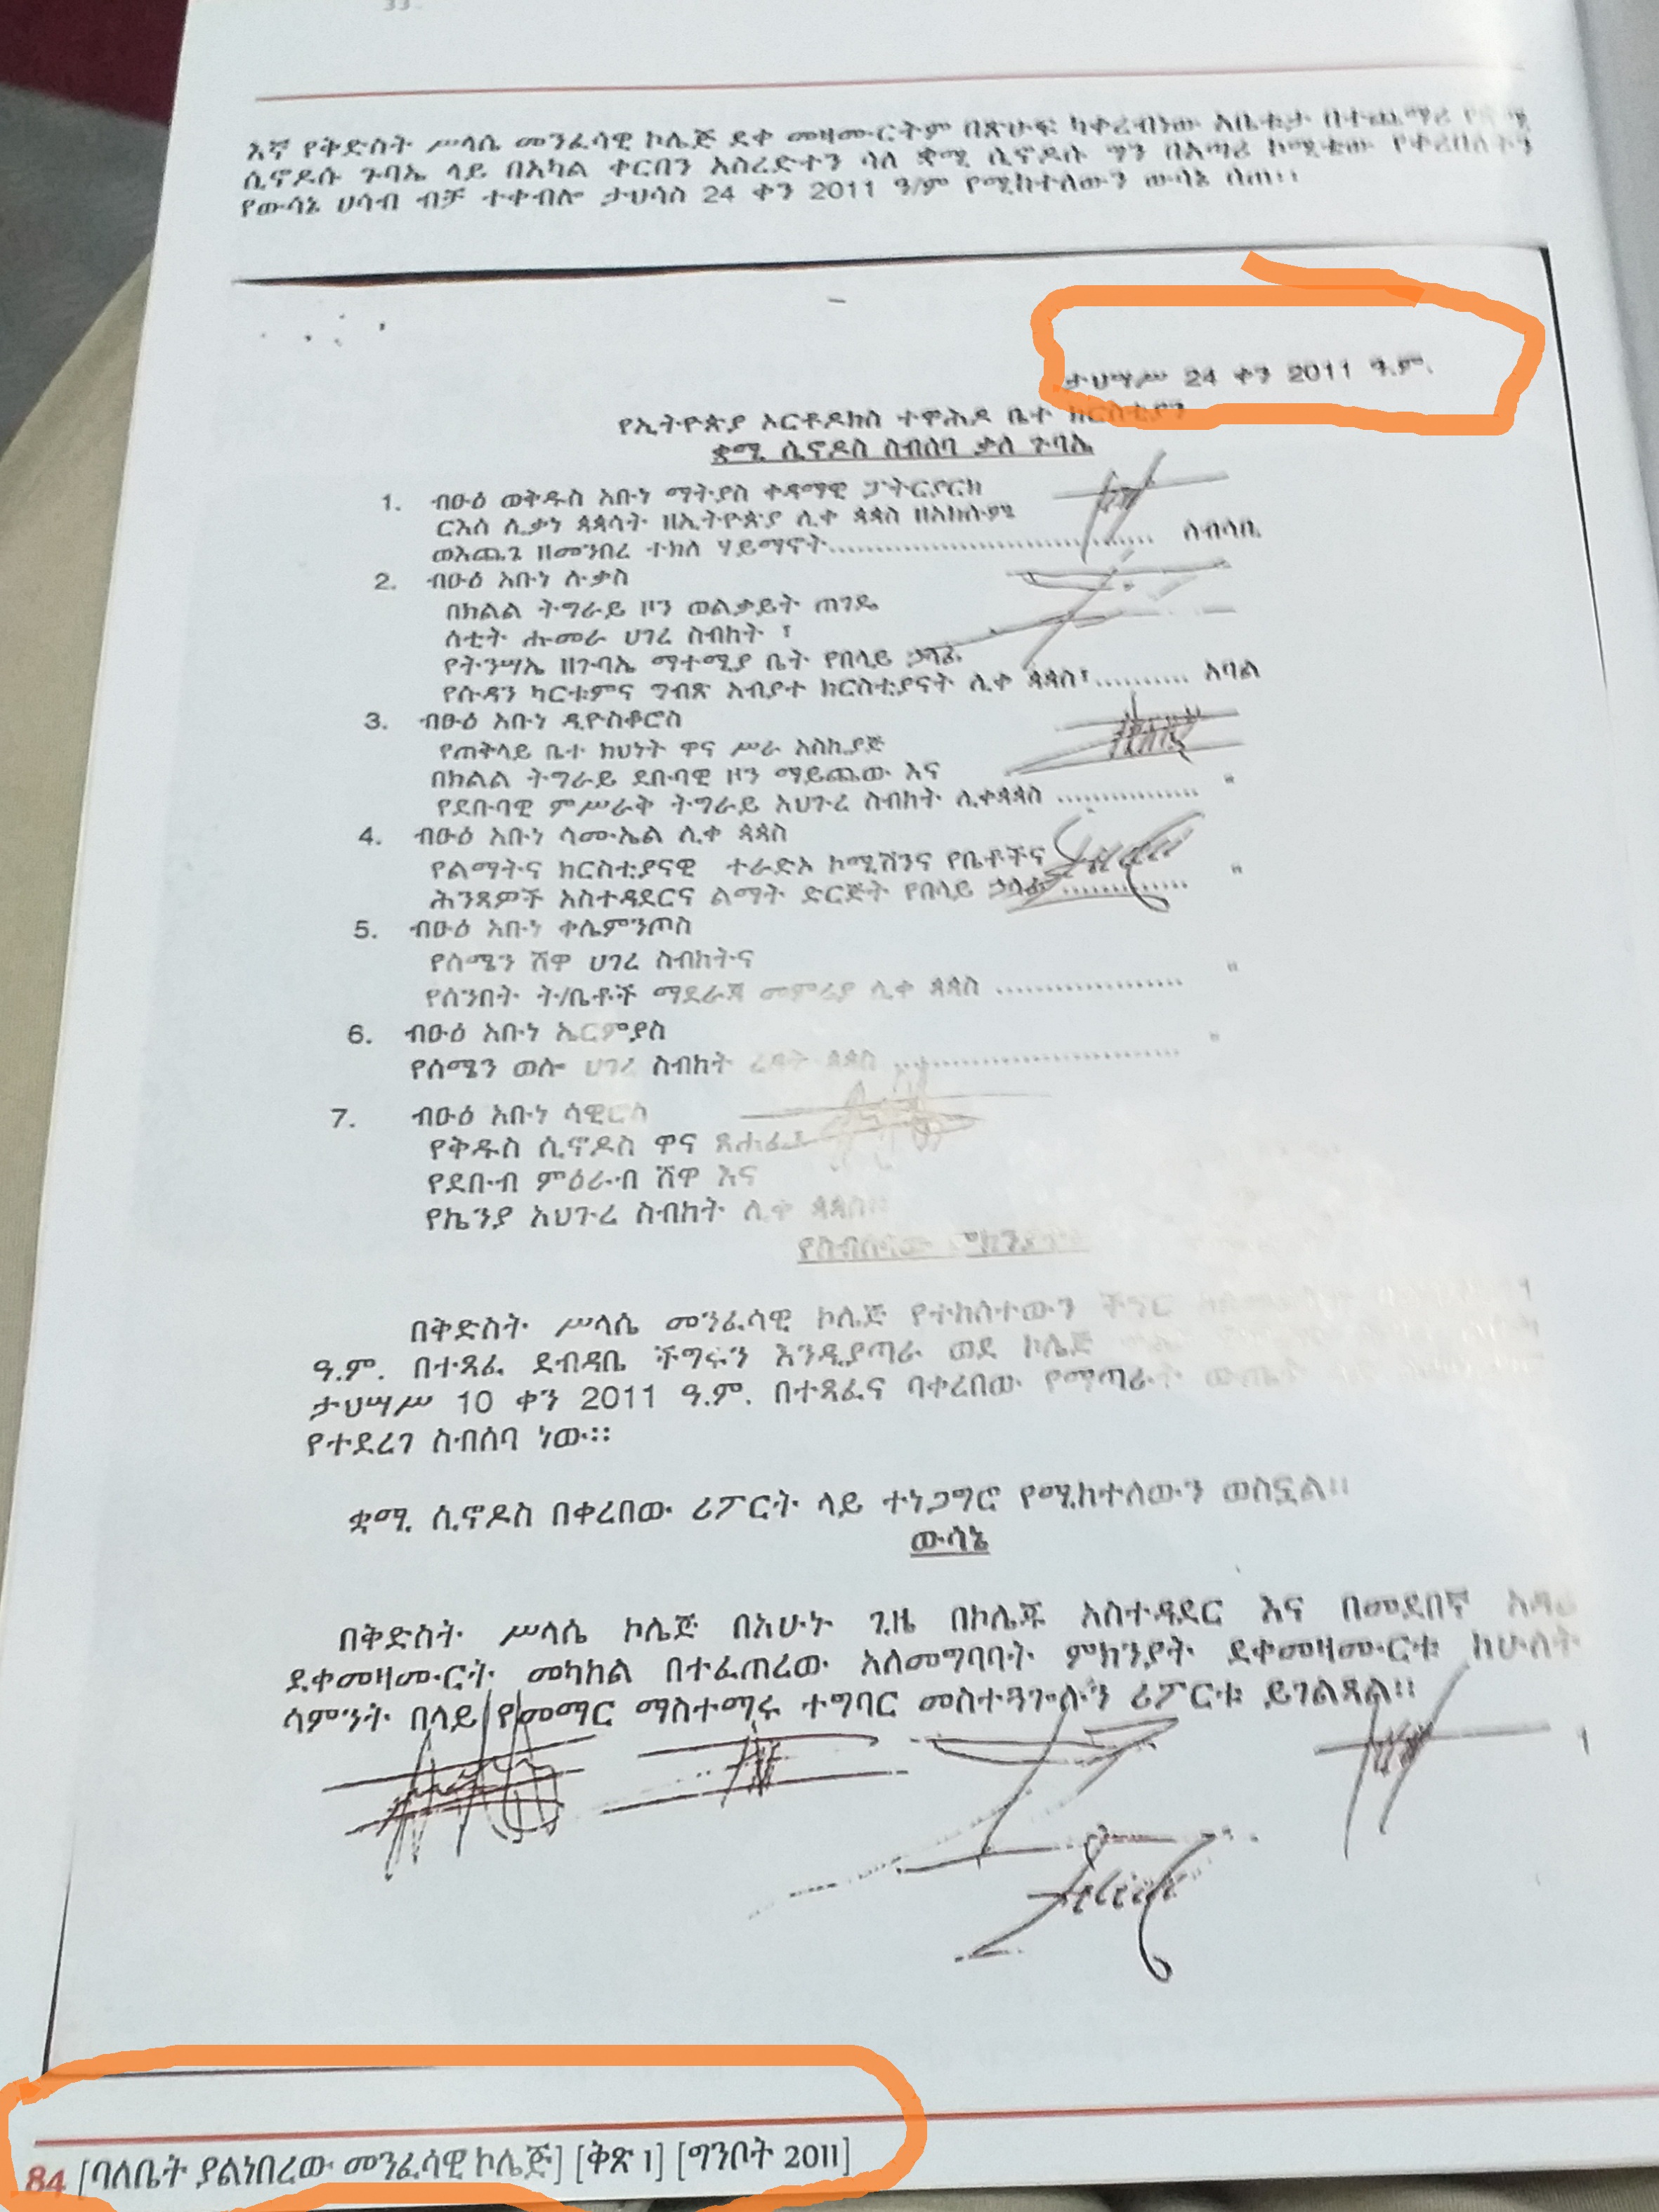 33.
እኛ የቅድስት ሥላሴ መንፈሳዊ ኮሌጅ ደቀ መዛሙርትም በጽሁፍ ካቀረብነው አቤቱታ በተጨማሪ የቋሚ
ሲኖዶሱ ጉባኤ ላይ በአካል ቀርበን አስረድተን ሳለ ቋሚ ሲኖዶሱ ግን በአጣሪ ኮሚቴው የቀረበለትን
የውሳኔ ሀሳብ ብቻ ተቀብሎ ታህሳስ 24 ቀን 2011 ዓ/ም የሚከተለውን ውሳኔ ሰጠ፡፡
ታህሣሥ 24 ቀን 2011 ዓ.ም.
የኢትዮጵያ ኦርቶዶክስ ተዋሕዶ ቤተ ክርስቲያን
ቋሚ ሲኖዶስ ስብሰባ ቃለ ጉባኤ
1. ብፁዕ ወቅዱስ አቡነ ማትያስ ቀዳማዊ ፓትርያርክ
ርእሰ ሊቃነ ጳጳሳት ዘኢትዮጵያ ሊቀ ጳጳስ ዘአክሱም
ወእጨጌ ዘመንበረ ተክለ ሃይማኖት.................................. ሰብሳቢ
2. ብፁዕ አቡነ ሉቃስ
በክልል ትግራይ ዞን ወልቃይት ጠገዴ
ሰቲት ሑመራ ሀገረ ስብከት ፣
የትንሣኤ ዘጉባኤ ማተሚያ ቤት የበላይ ኃላፊ
የሱዳን ካርቱምና ግብጽ አብያተ ክርስቲያናት ሊቀ ጳጳስ፣.......... አባል
3. ብፁዕ አቡነ ዲዮስቆሮስ
የጠቅላይ ቤተ ክህነት ዋና ሥራ አስኪያጅ
በክልል ትግራይ ደቡባዊ ዞን ማይጨው እና
የደቡባዊ ምሥራቅ ትግራይ አህጉረ ስብከት ሊቀጳጳስ ............... "
4. ብፁዕ አቡነ ሳሙኤል ሊቀ ጳጳስ
የልማትና ክርስቲያናዊ ተራድኦ ኮሚሽንና የቤቶችና
ሕንጻዎች አስተዳደርና ልማት ድርጅት የበላይ ኃላፊ ............. "
5. ብፁዕ አቡነ ቀሌምንጦስ
የሰሜን ሸዋ ሀገረ ስብከትና
የሰንበት ት/ቤቶች ማደራጃ መምሪያ ሊቀ ጳጳስ .................... "
6. ብፁዕ አቡነ ኤርምያስ
የሰሜን ወሎ ሀገረ ስብከት ረዳት ጳጳስ .............................. "
7. ብፁዕ አቡነ ሳዊሮስ
የቅዱስ ሲኖዶስ ዋና ጸሐፊ፤
የደቡብ ምዕራብ ሸዋ እና
የኬንያ አህጉረ ስብከት ሊቀ ጳጳስ፡፡
የስብሰባው ምክንያት
በቅድስት ሥላሴ መንፈሳዊ ኮሌጅ የተከሰተውን ችግር
ዓ.ም. በተጻፈ ደብዳቤ ችግሩን እንዲያጣራ ወደ ኮሌጅ
ታህሣሥ 10 ቀን 2011 ዓ.ም. በተጻፈና ባቀረበው የማጣራት ውጤት
የተደረገ ስብሰባ ነው፡፡
ቋሚ ሲኖዶስ በቀረበው ሪፖርት ላይ ተነጋግሮ የሚከተለውን ወስኗል፡፡
ውሳኔ
በቅድስት ሥላሴ ኮሌጅ በአሁኑ ጊዜ በኮሌጁ አስተዳደር እና በመደበኛ አዳሪ
ደቀመዛሙርት መካከል በተፈጠረው አለመግባባት ምክንያት ደቀመዛሙርቱ ከሁለት
ሳምንት በላይ የመማር ማስተማሩ ተግባር መስተጓጎሉን ሪፖርቱ ይገልጻል፡፡
1
84 [ባለቤት ያልነበረው መንፈሳዊ ኮሌጅ] [ቅጽ 1] [ግንቦት 2011]